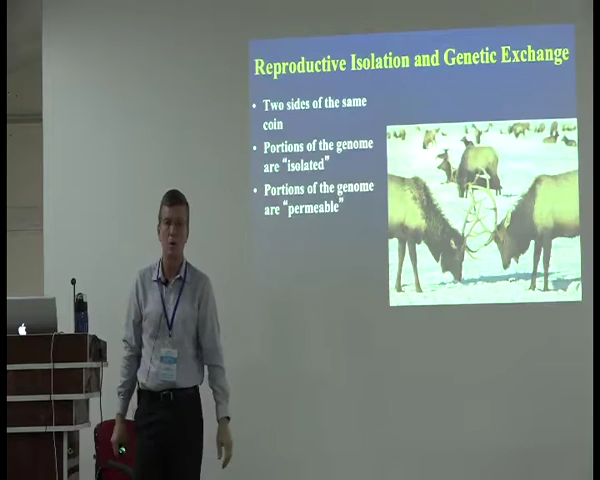 Reproductive Isolation and Genetic Exchange
• Two sides of the same
coin
• Portions of the genome
are “isolated”
• Portions of the genome
are “permeable”